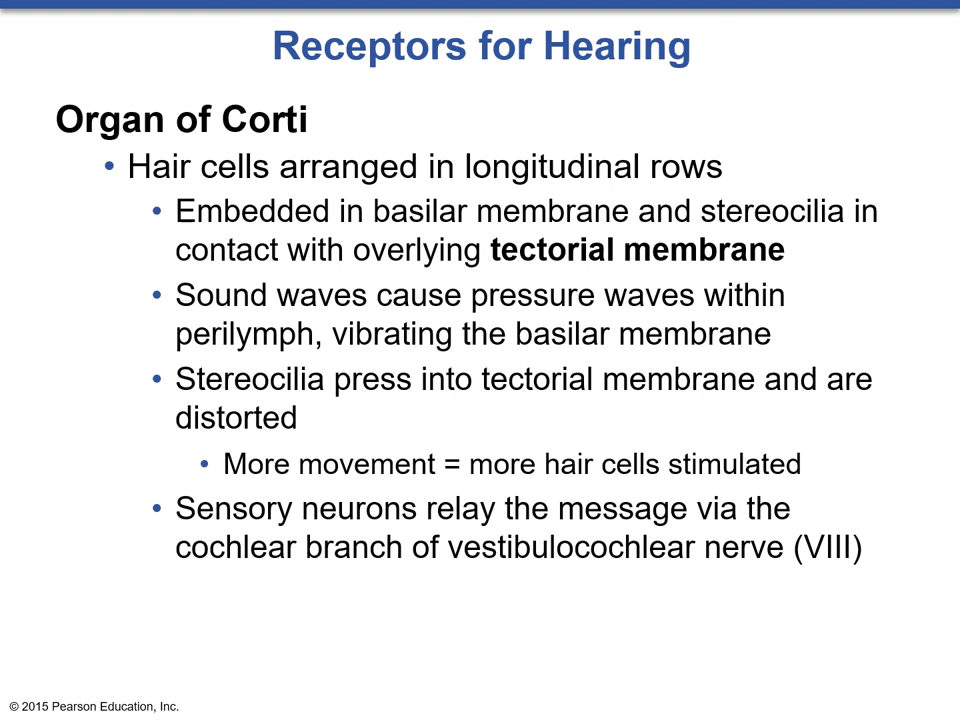 Receptors for Hearing
Organ of Corti
• Hair cells arranged in longitudinal rows
• Embedded in basilar membrane and stereocilia in
contact with overlying tectorial membrane
• Sound waves cause pressure waves within
perilymph, vibrating the basilar membrane
• Stereocilia press into tectorial membrane and are
distorted
• More movement = more hair cells stimulated
• Sensory neurons relay the message via the
cochlear branch of vestibulocochlear nerve (VIII)
© 2015 Pearson Education, Inc.